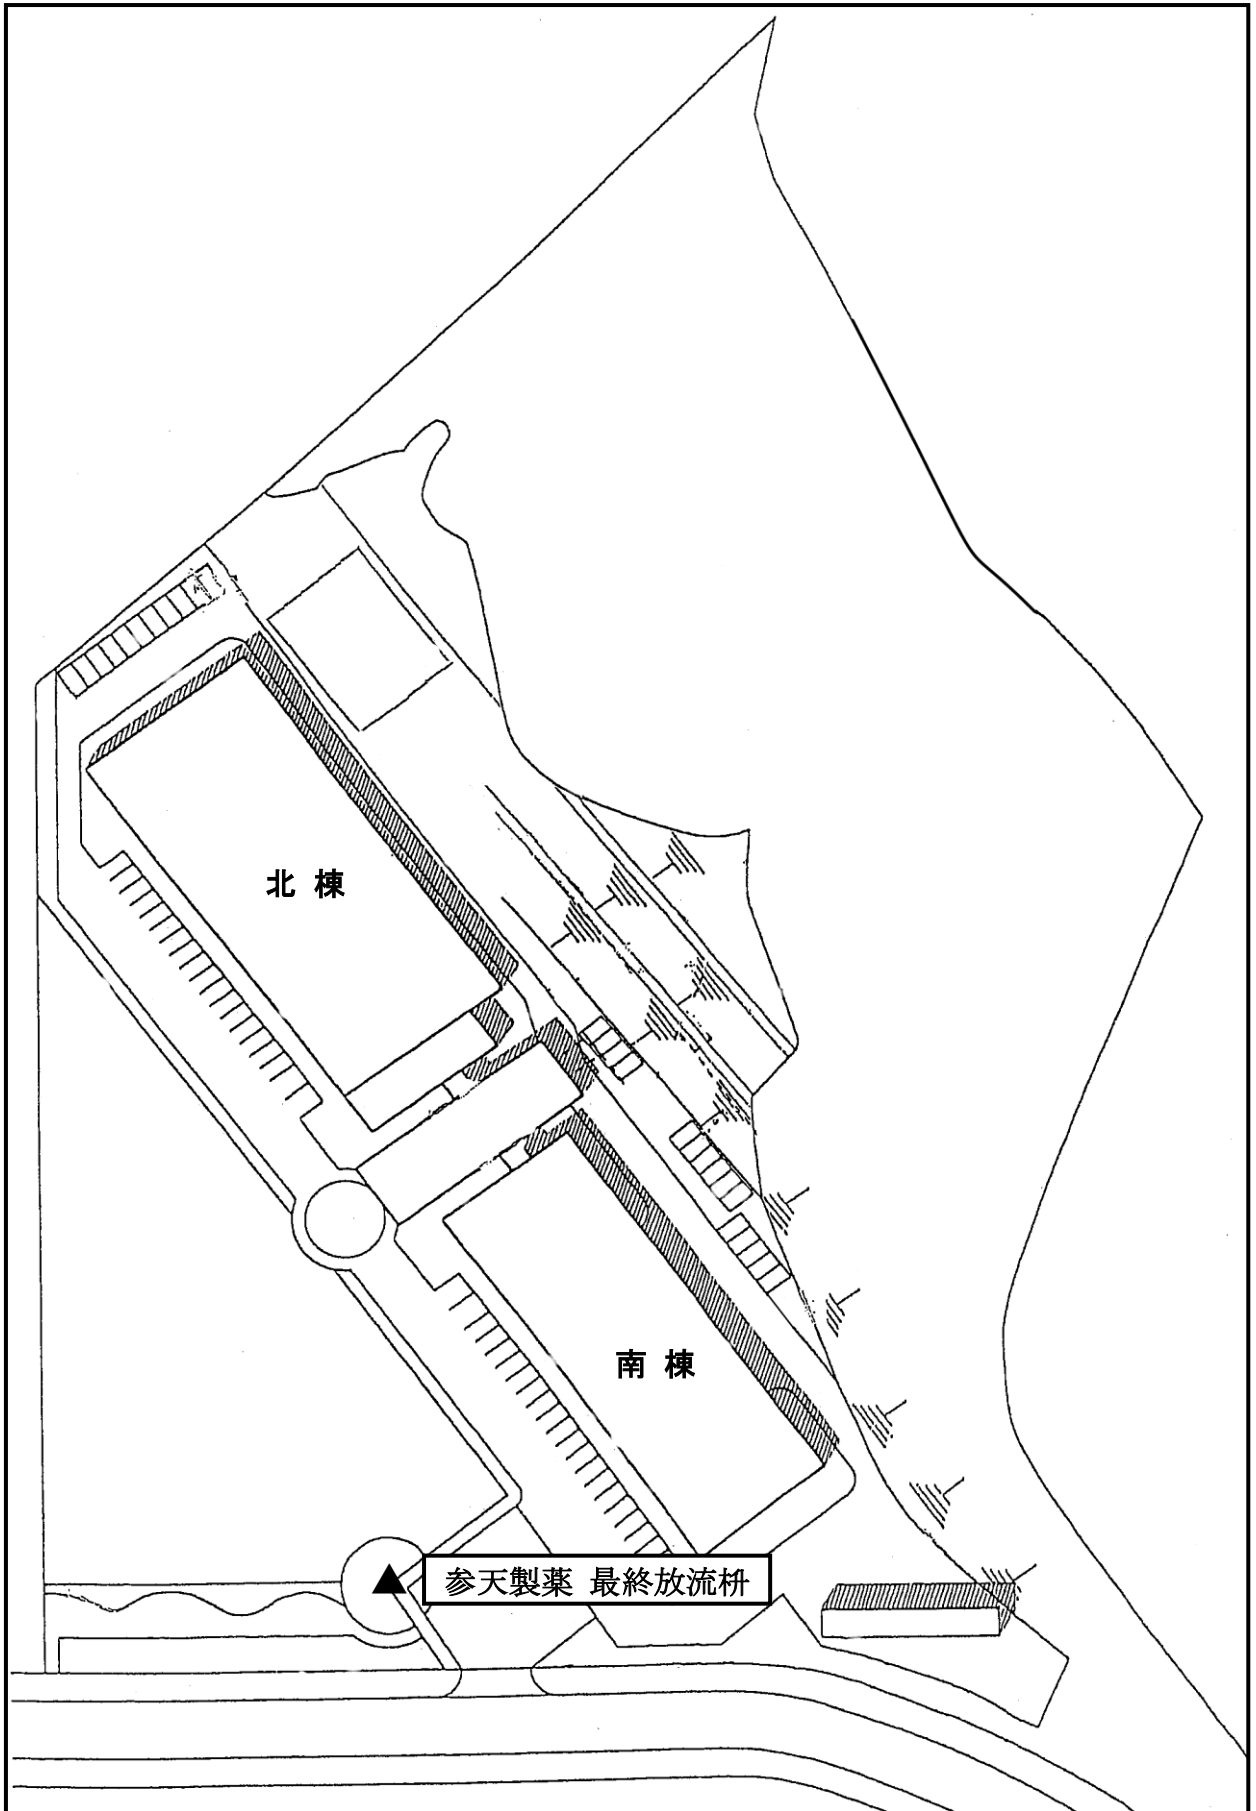 北 棟
南 棟
参天製薬 最終放流枡